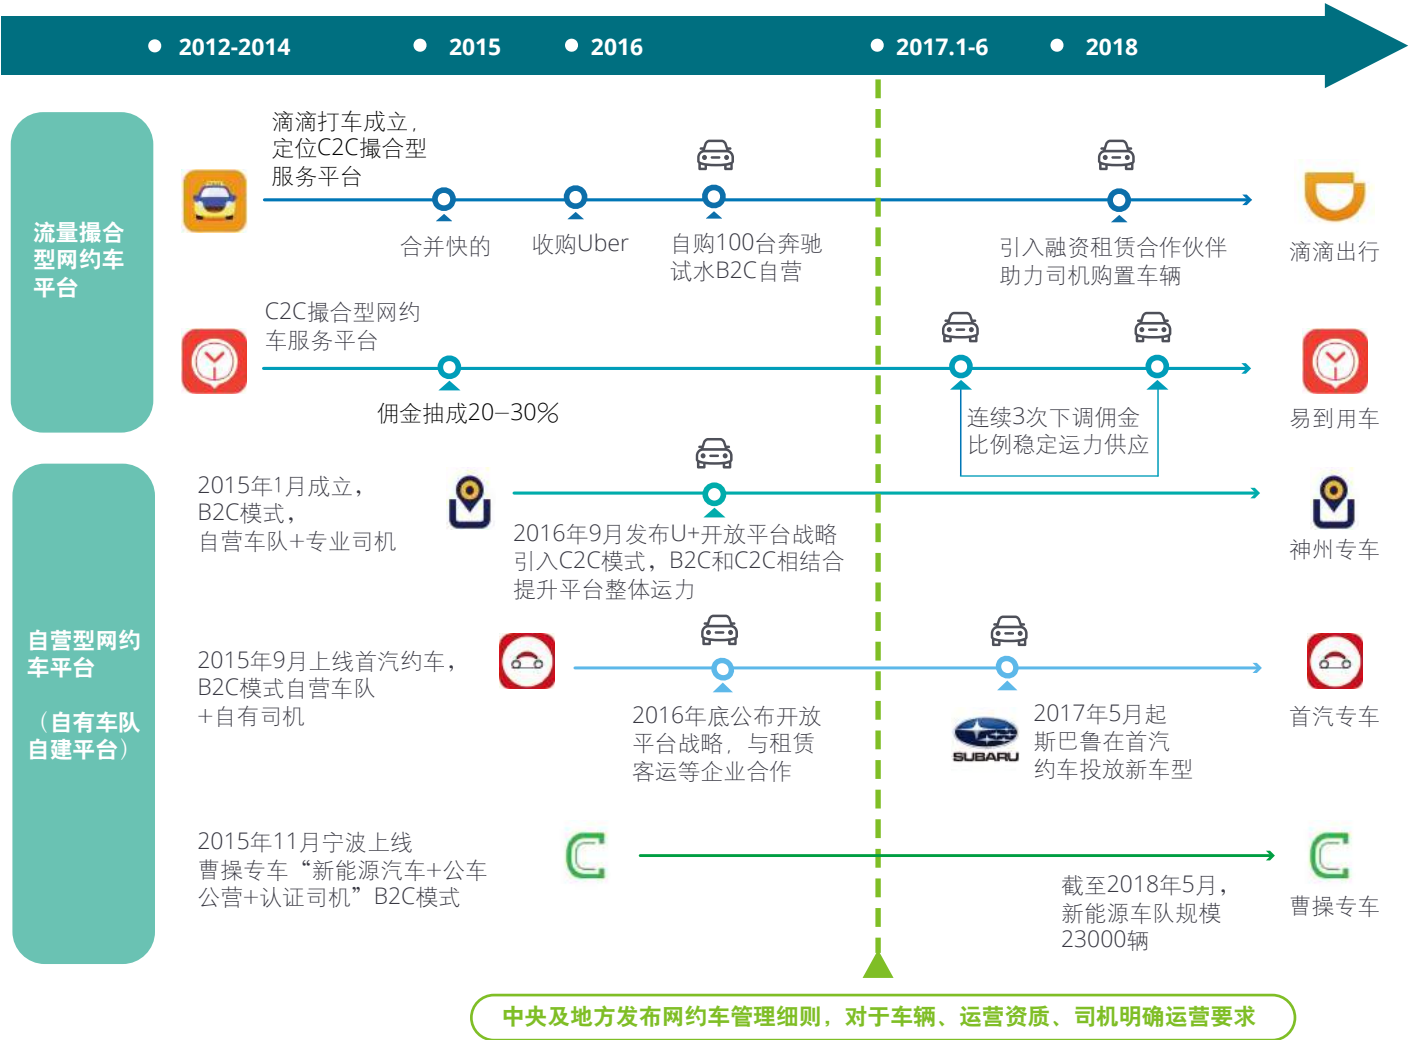 2012-2014
2015
2016
2017.1-6
2018
流量撮合
型网约车
平台
滴滴打车成立,
定位C2C撮合型
服务平台
合并快的
收购Uber
自购100台奔驰
试水B2C自营
引入融资租赁合作伙伴
助力司机购置车辆
滴滴出行
C2C撮合型网约
车服务平台
佣金抽成20—30%
连续3次下调佣金
比例稳定运力供应
易到用车
自营型网约
车平台
（自有车队
自建平台）
2015年1月成立，
B2C模式，
自营车队+专业司机
2016年9月发布U+开放平台战略
引入C2C模式，B2C和C2C相结合
提升平台整体运力
神州专车
2015年9月上线首汽约车，
B2C模式自营车队
+自有司机
2016年底公布开放
平台战略，与租赁
客运等企业合作
SUBARU
2017年5月起
斯巴鲁在首汽
约车投放新车型
首汽专车
2015年11月宁波上线
曹操专车“新能源汽车+公车
公营+认证司机”B2C模式
截至2018年5月，
新能源车队规模
23000辆
曹操专车
中央及地方发布网约车管理细则，对于车辆、运营资质、司机明确运营要求